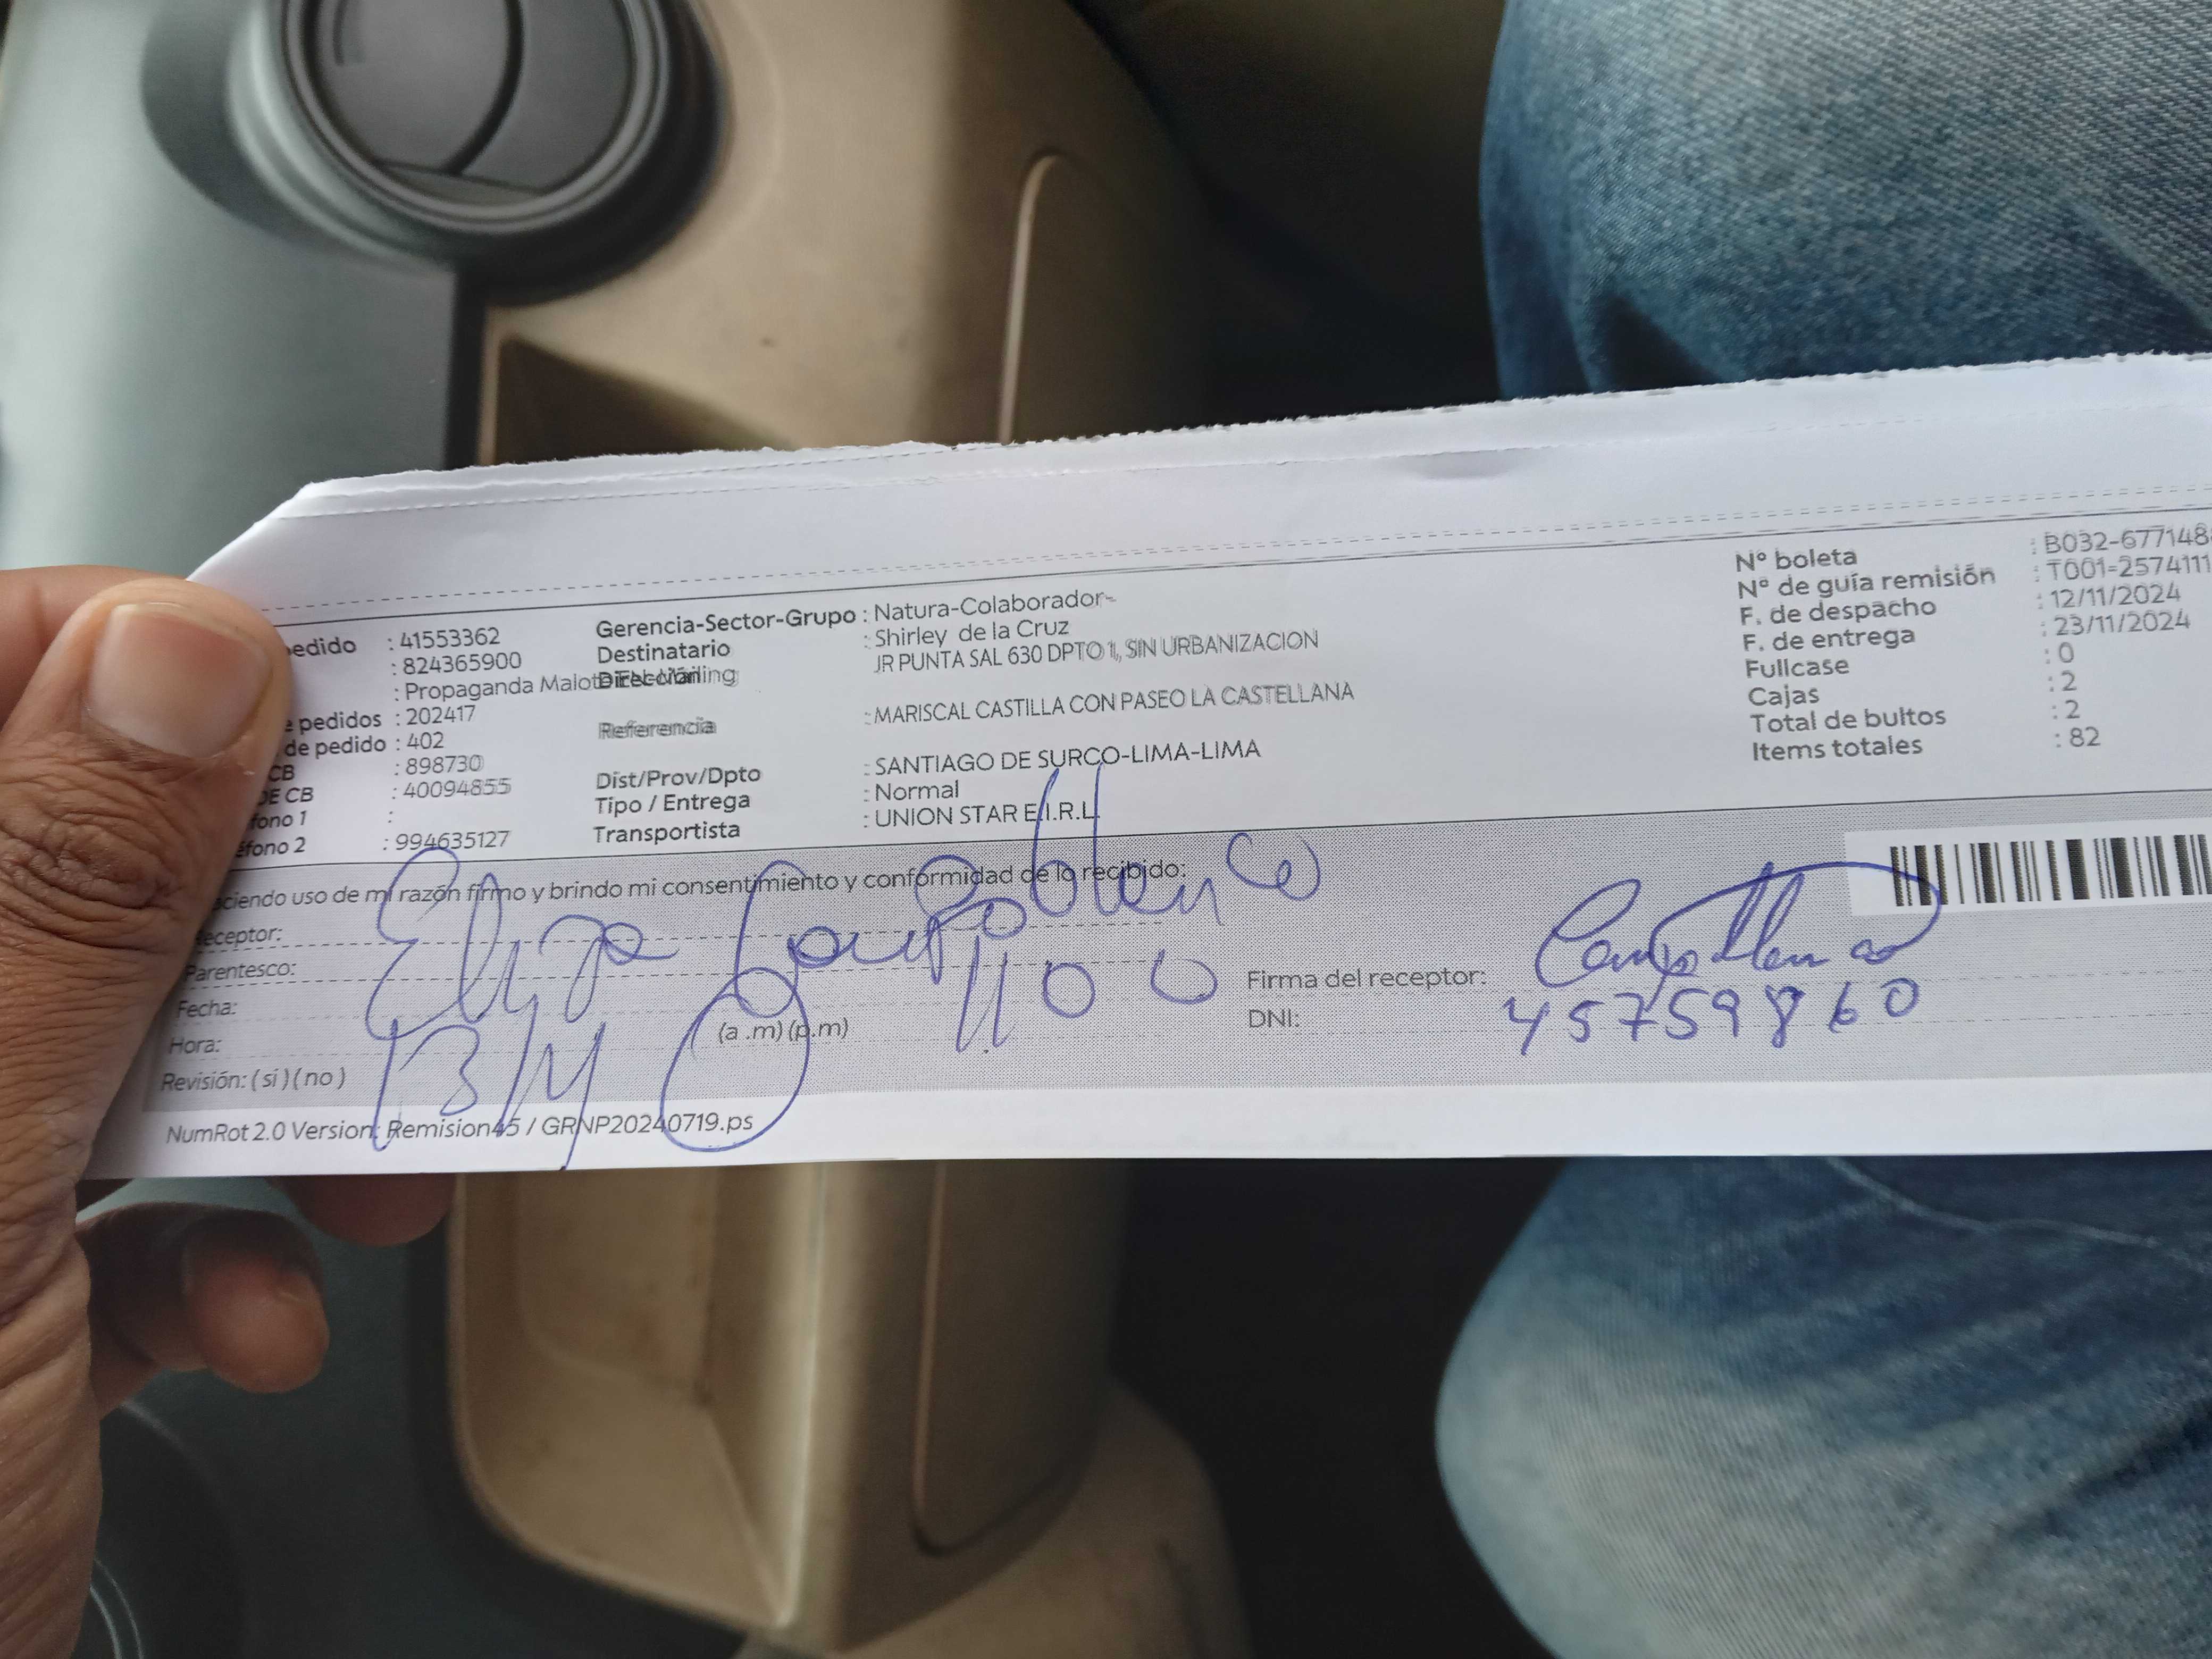 edido : 41553362
: 824365900
: Propaganda
e pedidos : 202417
de pedido : 402
CB : 898730
DE CB : 40094855
fono 1 :
éfono 2 : 994635127
Gerencia-Sector-Grupo : Natura-Colaborador-
Destinatario : Shirley de la Cruz
Dirección JR PUNTA SAL 630 DPTO 1, SIN URBANIZACION
Referencia : MARISCAL CASTILLA CON PASEO LA CASTELLANA
Dist/Prov/Dpto : SANTIAGO DE SURCO-LIMA-LIMA
Tipo / Entrega : Normal
Transportista : UNION STAR E.I.R.L.
N° boleta : B032-677148
N° de guía remisión : T001-2574111
F. de despacho : 12/11/2024
F. de entrega : 23/11/2024
Fullcase : 0
Cajas : 2
Total de bultos : 2
Items totales : 82
ciendo uso de mi razón firmo y brindo mi consentimiento y conformidad de lo recibido:
Receptor:
Parentesco:
Fecha: 13/11
Hora: (a .m) (p.m) 1100
Revisión: ( si ) ( no )
Firma del receptor:
DNI: 45759860
NumRot 2.0 Version: Remision45 / GRNP20240719.ps